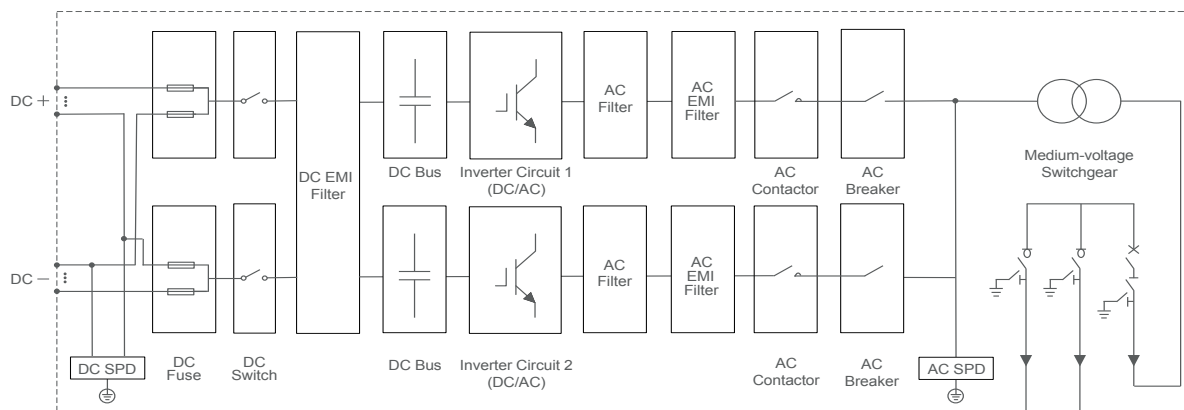 DC +
DC −
DC EMI
Filter
DC Bus
Inverter Circuit 1
(DC/AC)
AC
Filter
AC
EMI
Filter
AC
Contactor
AC
Breaker
Medium-voltage
Switchgear
AC
Filter
AC
EMI
Filter
DC SPD
DC
Fuse
DC
Switch
DC Bus
Inverter Circuit 2
(DC/AC)
AC
Contactor
AC
Breaker
AC SPD